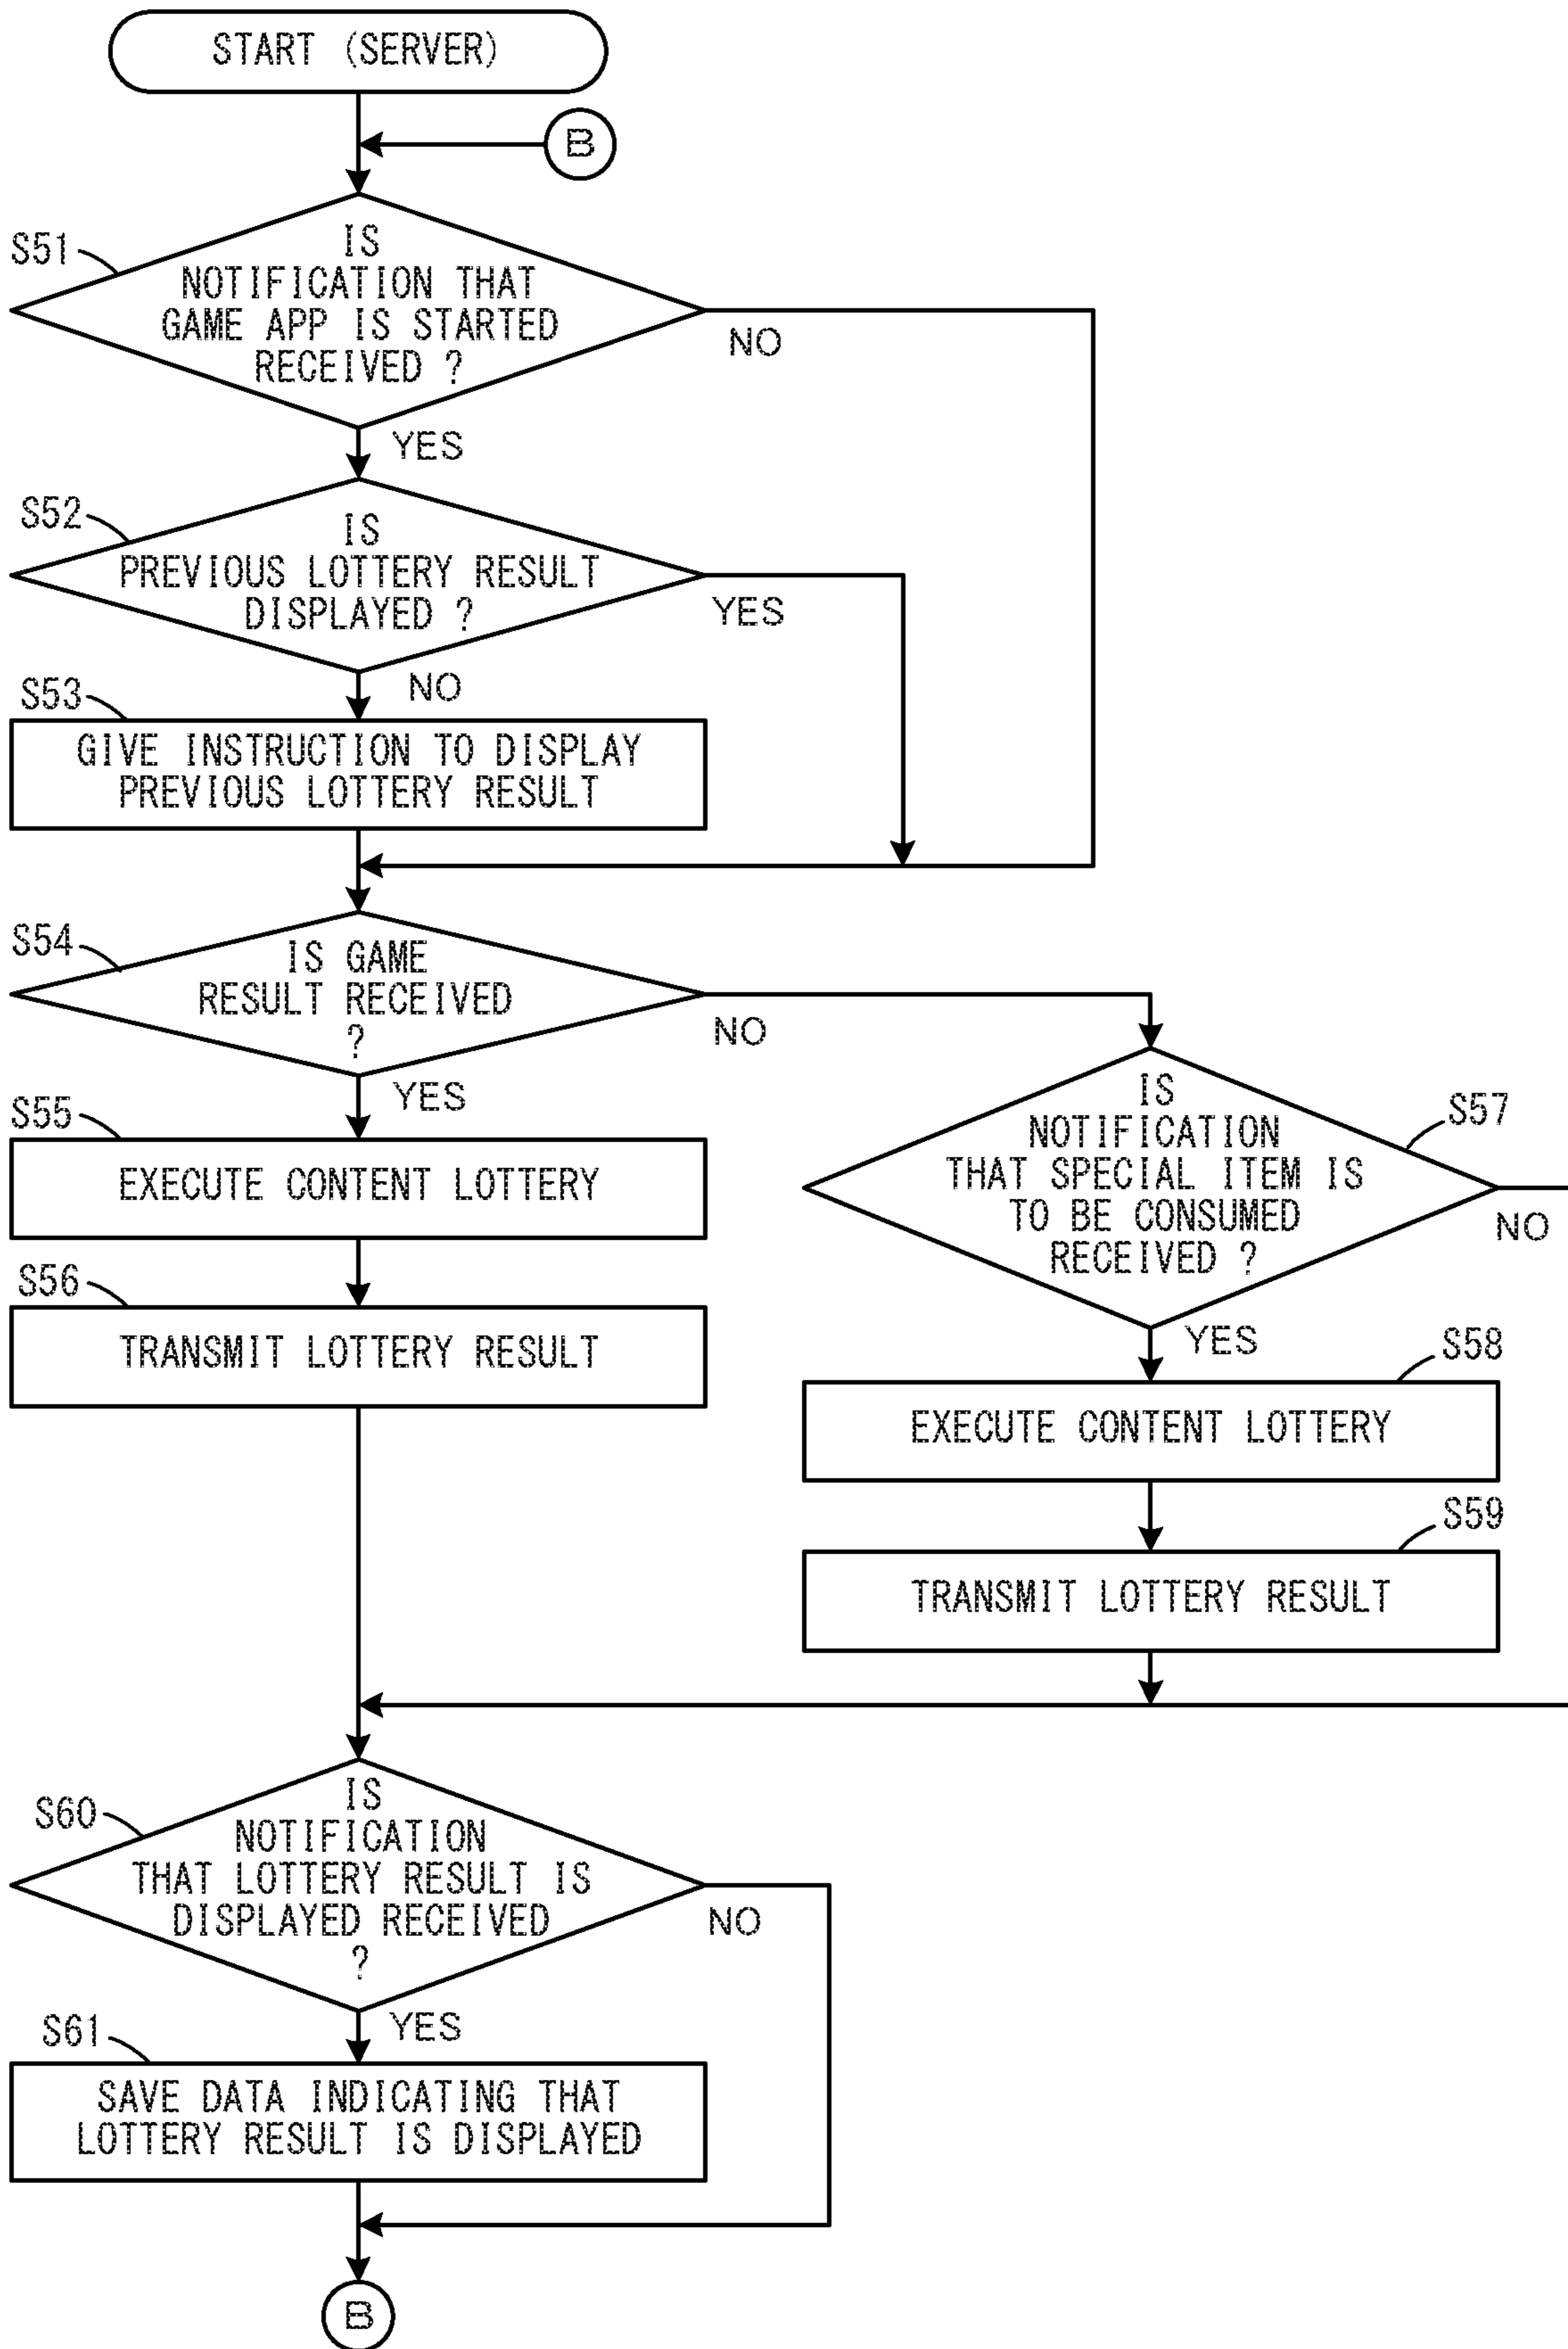 START (SERVER)
B
S51
IS
NOTIFICATION THAT
GAME APP IS STARTED
RECEIVED ?
NO
YES
S52
IS
PREVIOUS LOTTERY RESULT
DISPLAYED ?
YES
NO
S53
GIVE INSTRUCTION TO DISPLAY
PREVIOUS LOTTERY RESULT
S54
IS GAME
RESULT RECEIVED
?
NO
YES
S55
EXECUTE CONTENT LOTTERY
S56
TRANSMIT LOTTERY RESULT
S57
IS
NOTIFICATION
THAT SPECIAL ITEM IS
TO BE CONSUMED
RECEIVED ?
NO
YES
S58
EXECUTE CONTENT LOTTERY
S59
TRANSMIT LOTTERY RESULT
S60
IS
NOTIFICATION
THAT LOTTERY RESULT IS
DISPLAYED RECEIVED
?
NO
YES
S61
SAVE DATA INDICATING THAT
LOTTERY RESULT IS DISPLAYED
B